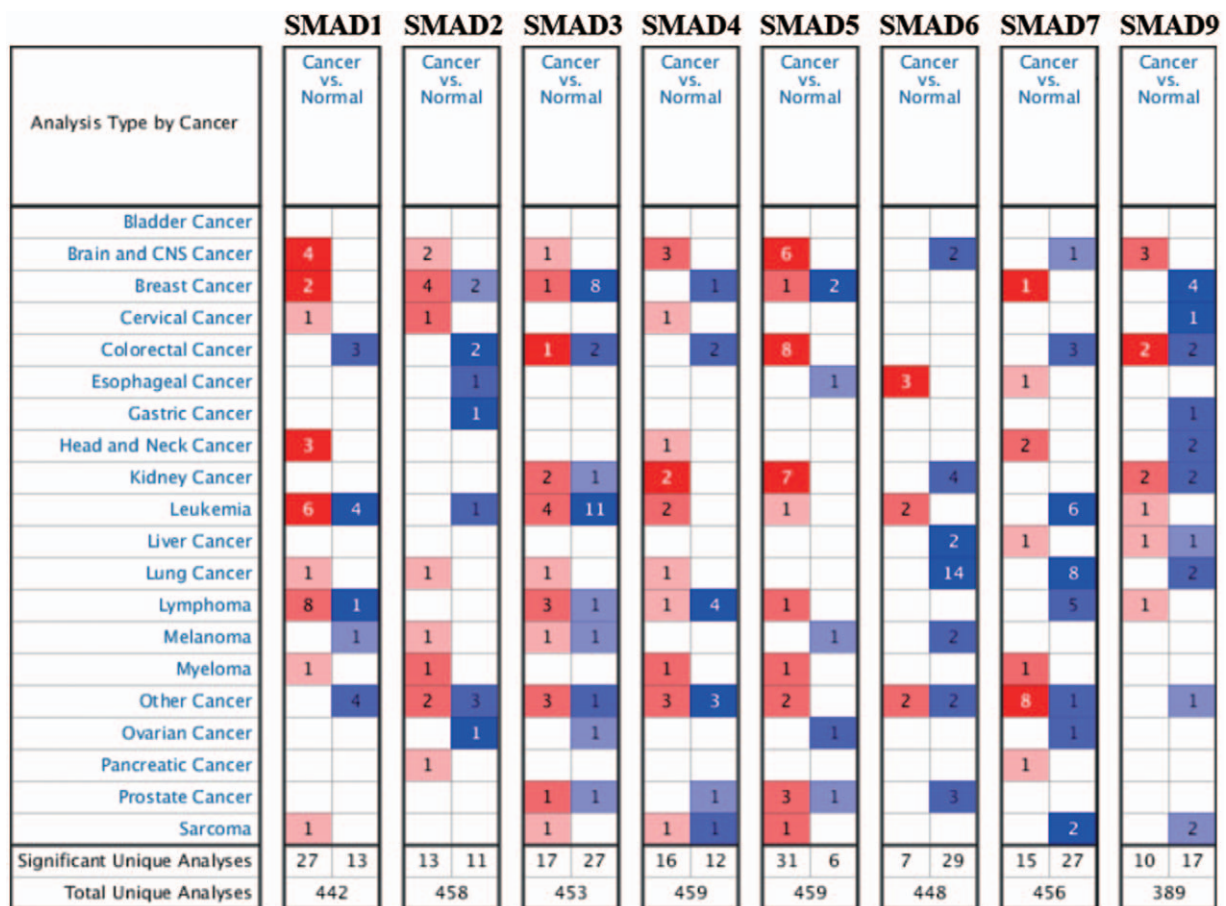 SMAD1 SMAD2 SMAD3 SMAD4 SMAD5 SMAD6 SMAD7 SMAD9
Analysis Type by Cancer
Cancer Cancer Cancer Cancer Cancer Cancer Cancer Cancer
vs. vs. vs. vs. vs. vs. vs. vs.
Normal Normal Normal Normal Normal Normal Normal Normal
Bladder Cancer
Brain and CNS Cancer 4 2 1 3 6 2 1 3
Breast Cancer 2 4 2 1 8 1 1 2 1 4
Cervical Cancer 1 1 1 1
Colorectal Cancer 3 2 1 2 2 8 3 2 2
Esophageal Cancer 1 1 3 1
Gastric Cancer 1 1
Head and Neck Cancer 3 1 2 2
Kidney Cancer 2 1 2 7 4 2 2
Leukemia 6 4 1 4 11 2 1 2 6 1
Liver Cancer 2 1 1 1
Lung Cancer 1 1 1 1 14 8 2
Lymphoma 8 1 3 1 1 4 1 5 1
Melanoma 1 1 1 1 1 2
Myeloma 1 1 1 1 1
Other Cancer 4 2 3 3 1 3 3 2 2 2 8 1 1
Ovarian Cancer 1 1 1 1
Pancreatic Cancer 1 1
Prostate Cancer 1 1 1 3 1 3
Sarcoma 1 1 1 1 1 2 2
Significant Unique Analyses 27 13 13 11 17 27 16 12 31 6 7 29 15 27 10 17
Total Unique Analyses 442 458 453 459 459 448 456 389